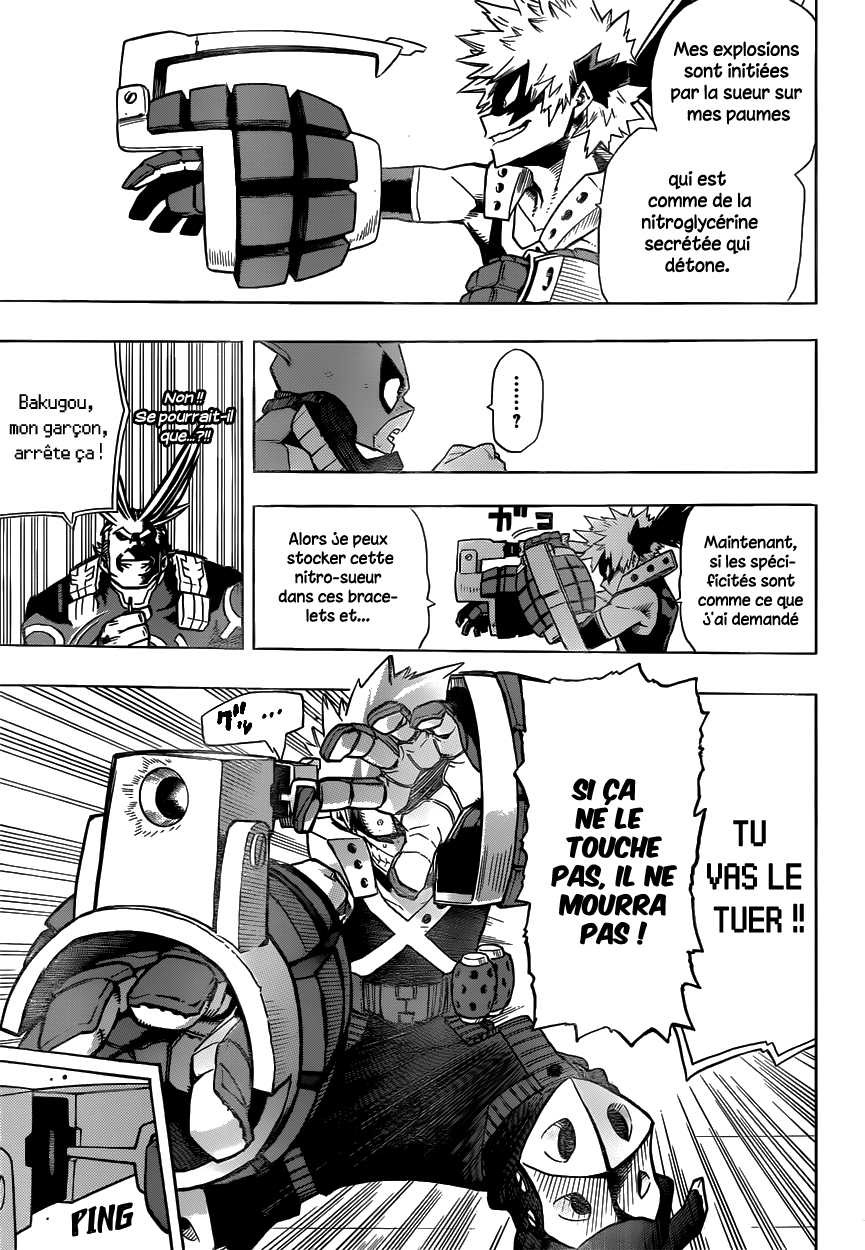 Mes explosions
sont initiées
par la sueur sur
mes paumes
qui est
comme de la
nitroglycérine
secrétée qui
détone.
........
?
Maintenant,
si les spéci-
ficités sont
comme ce que
j'ai demandé
ガコ
Alors je peux
stocker cette
nitro-sueur
dans ces brace-
lets et...
Non !!
Se pourrait-il
que...?!!
Bakugou,
mon garçon,
arrête ça !
TU
VAS LE
TUER !!
SI ÇA
NE LE
TOUCHE
PAS, IL NE
MOURRA
PAS !
PING